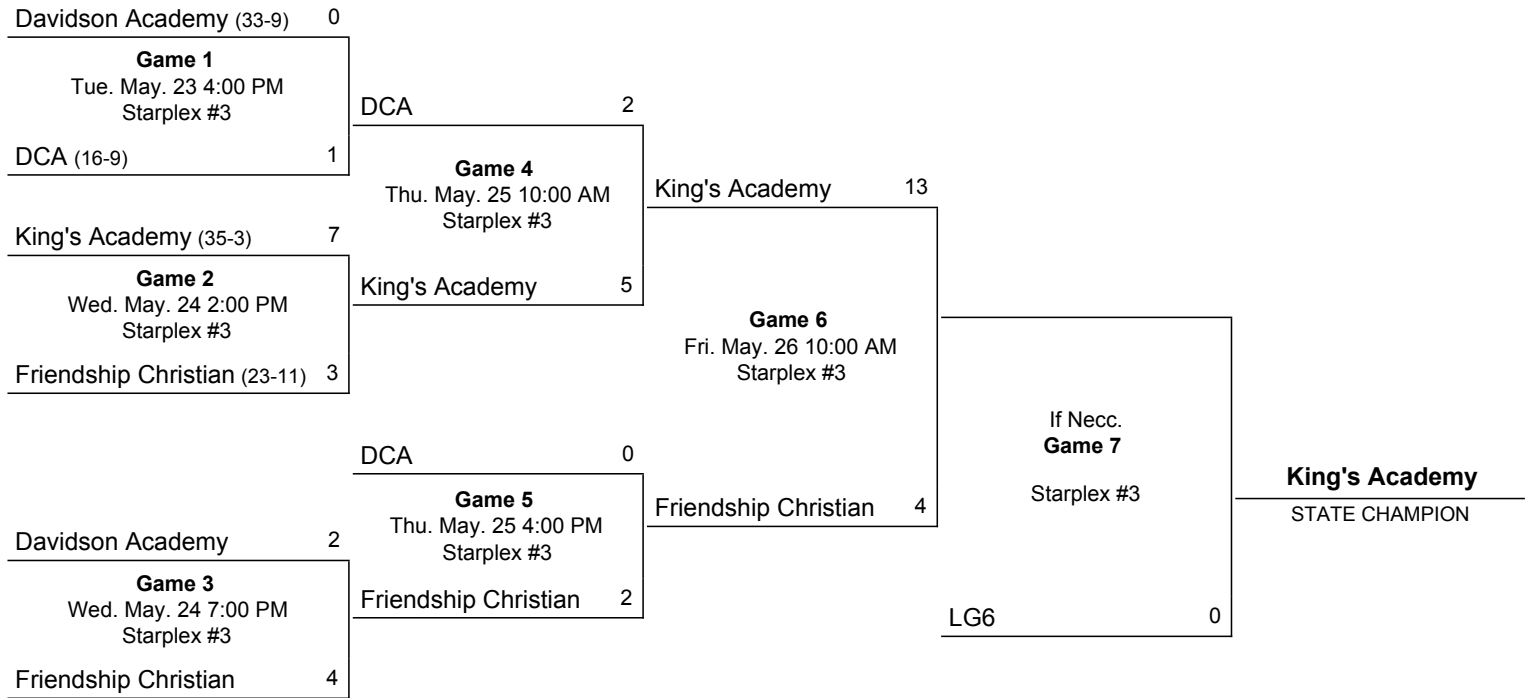 Davidson Academy (33-9) 0
Game 1
Tue. May. 23 4:00 PM
Starplex #3
DCA (16-9) 1
King's Academy (35-3) 7
Game 2
Wed. May. 24 2:00 PM
Starplex #3
Friendship Christian (23-11) 3
Davidson Academy 2
Game 3
Wed. May. 24 7:00 PM
Starplex #3
Friendship Christian 4
DCA 2
Game 4
Thu. May. 25 10:00 AM
Starplex #3
King's Academy 5
DCA 0
Game 5
Thu. May. 25 4:00 PM
Starplex #3
Friendship Christian 2
King's Academy 13
Game 6
Fri. May. 26 10:00 AM
Starplex #3
Friendship Christian 4
If Necc.
Game 7
Starplex #3
LG6 0
King's Academy
STATE CHAMPION